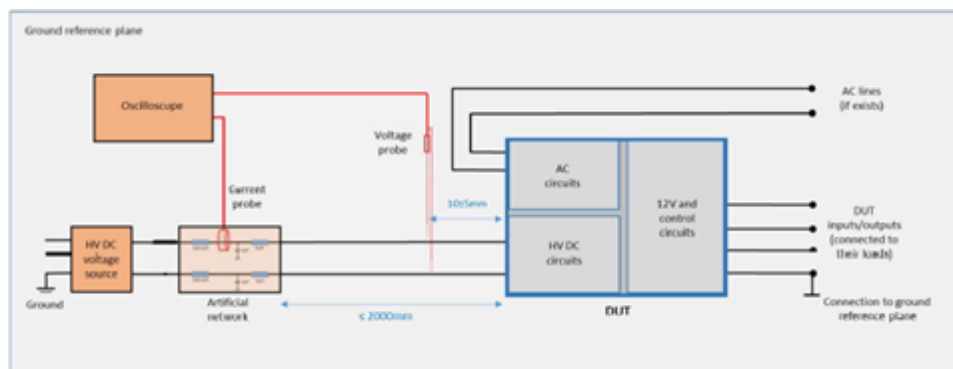 Ground reference plane
Oscilloscope
Voltage
probe
Current
probe
AC lines
(if exists)
AC
circuits
12V and
control
circuits
HV DC
circuits
10±5mm
HV DC
voltage
source
DUT
inputs/outputs
(connected to
their loads)
Ground
Artificial
network
≤ 2000mm
DUT
Connection to ground
reference plane